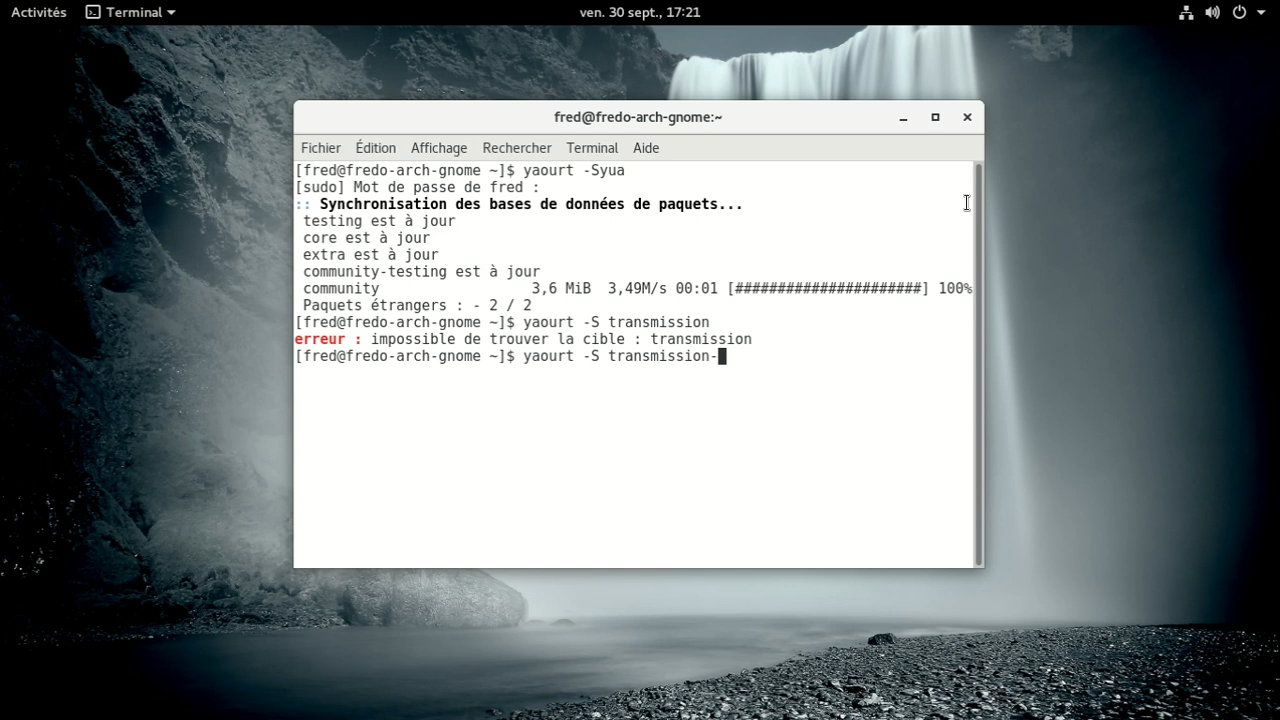 Activités Terminal ven. 30 sept., 17:21
fred@fredo-arch-gnome:~
Fichier Édition Affichage Rechercher Terminal Aide
[fred@fredo-arch-gnome ~]$ yaourt -Syua
[sudo] Mot de passe de fred :
:: Synchronisation des bases de données de paquets...
testing est à jour
core est à jour
extra est à jour
community-testing est à jour
community 3,6 MiB 3,49M/s 00:01 [######################] 100%
Paquets étrangers : - 2 / 2
[fred@fredo-arch-gnome ~]$ yaourt -S transmission
erreur : impossible de trouver la cible : transmission
[fred@fredo-arch-gnome ~]$ yaourt -S transmission-